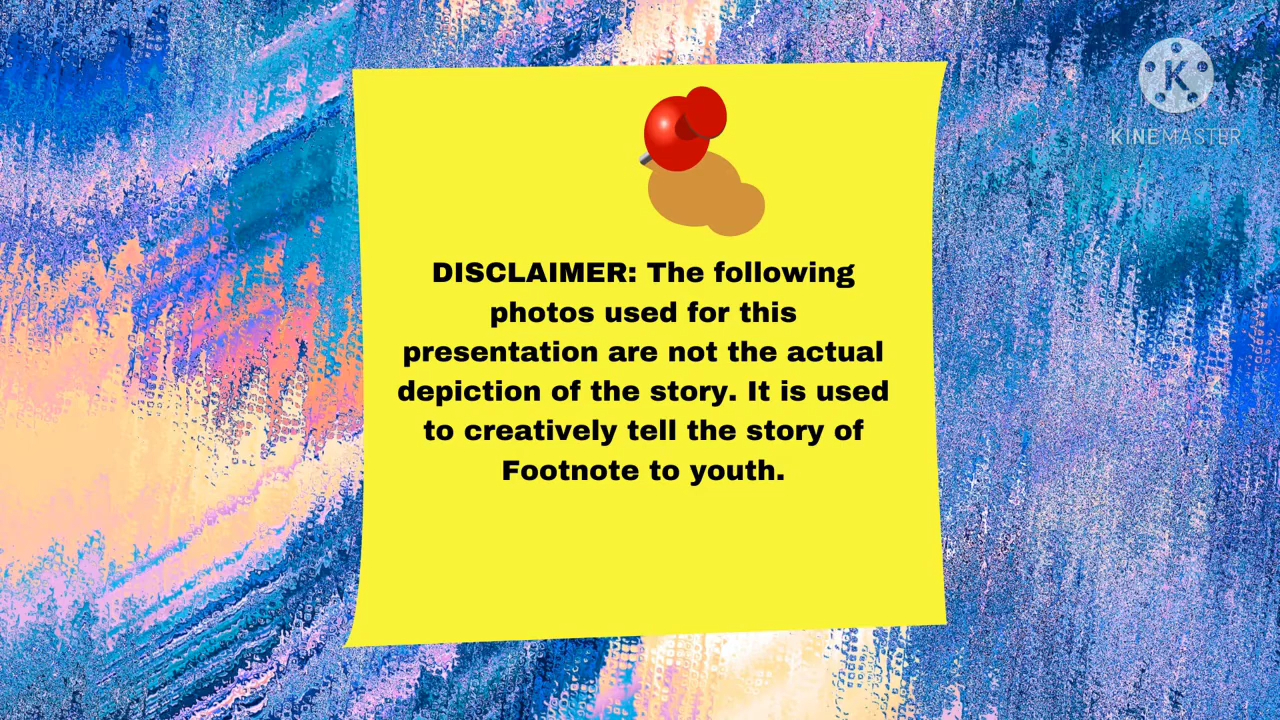 K
KINEMASTER
DISCLAIMER: The following
photos used for this
presentation are not the actual
depiction of the story. It is used
to creatively tell the story of
Footnote to youth.